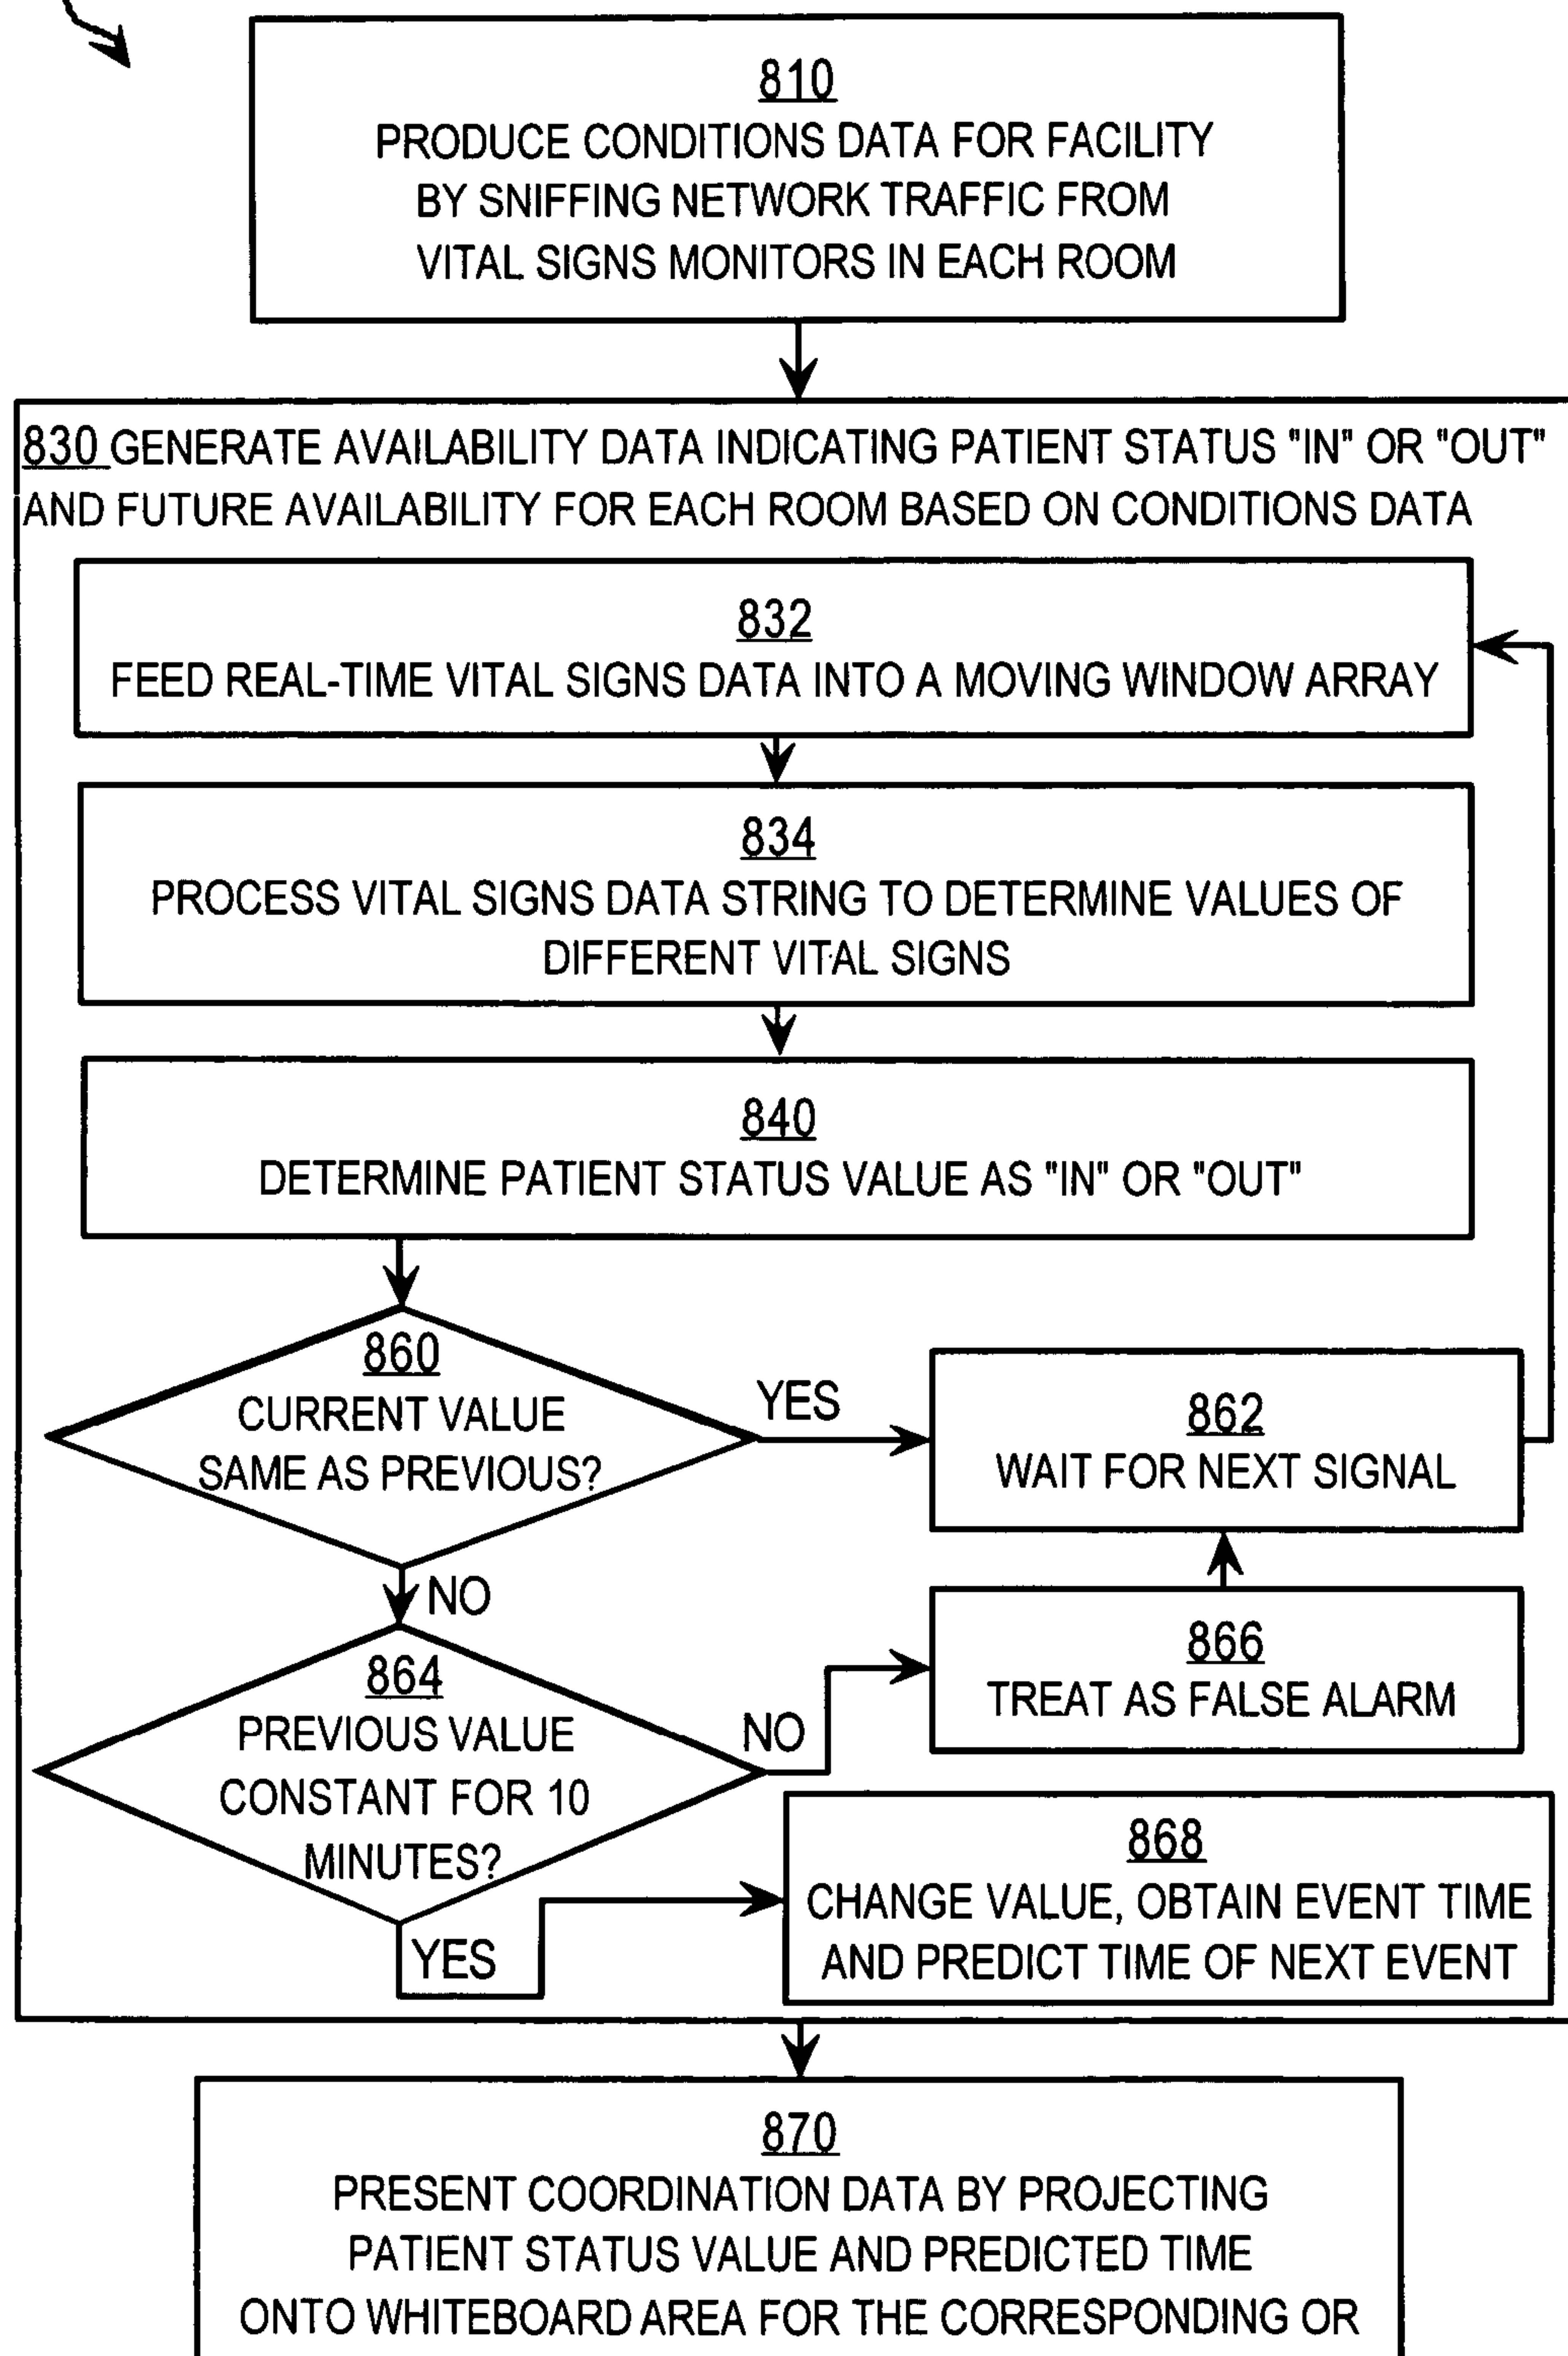 810
PRODUCE CONDITIONS DATA FOR FACILITY
BY SNIFFING NETWORK TRAFFIC FROM
VITAL SIGNS MONITORS IN EACH ROOM
830 GENERATE AVAILABILITY DATA INDICATING PATIENT STATUS "IN" OR "OUT"
AND FUTURE AVAILABILITY FOR EACH ROOM BASED ON CONDITIONS DATA
832
FEED REAL-TIME VITAL SIGNS DATA INTO A MOVING WINDOW ARRAY
834
PROCESS VITAL SIGNS DATA STRING TO DETERMINE VALUES OF
DIFFERENT VITAL SIGNS
840
DETERMINE PATIENT STATUS VALUE AS "IN" OR "OUT"
860
CURRENT VALUE
SAME AS PREVIOUS?
YES
862
WAIT FOR NEXT SIGNAL
NO
864
PREVIOUS VALUE
CONSTANT FOR 10
MINUTES?
NO
866
TREAT AS FALSE ALARM
YES
868
CHANGE VALUE, OBTAIN EVENT TIME
AND PREDICT TIME OF NEXT EVENT
870
PRESENT COORDINATION DATA BY PROJECTING
PATIENT STATUS VALUE AND PREDICTED TIME
ONTO WHITEBOARD AREA FOR THE CORRESPONDING OR